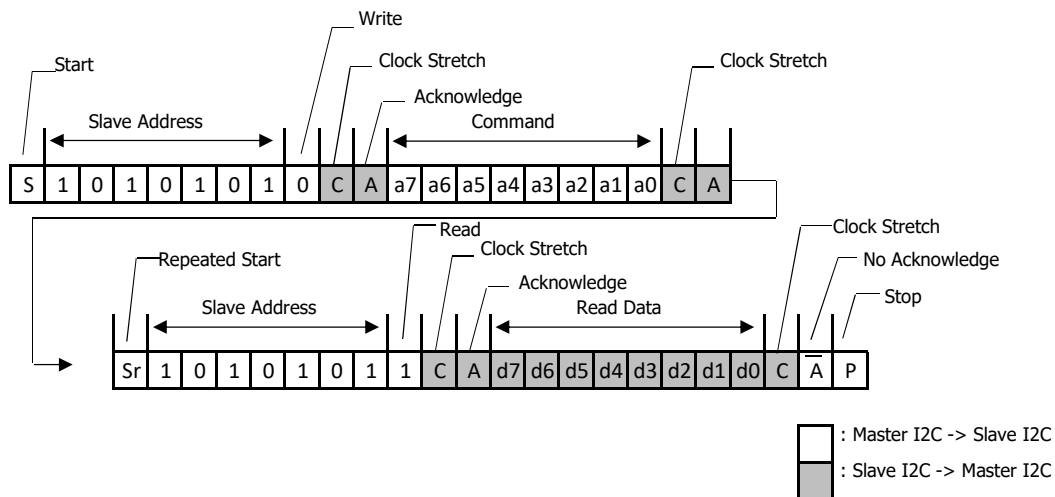 Write
Start
Clock Stretch
Clock Stretch
Acknowledge
Slave Address
Command
S 1 0 1 0 1 0 1 0 C A a7 a6 a5 a4 a3 a2 a1 a0 C A
Read
Clock Stretch
Clock Stretch
Repeated Start
No Acknowledge
Acknowledge
Stop
Slave Address
Read Data
Sr 1 0 1 0 1 0 1 1 C A d7 d6 d5 d4 d3 d2 d1 d0 C A̅ P
: Master I2C -> Slave I2C
: Slave I2C -> Master I2C